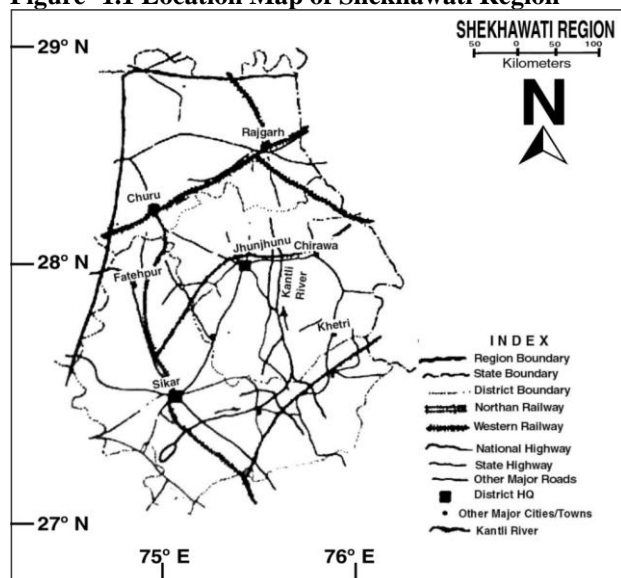 Figure 1.1 Location Map of Shekhawati Region
SHEKHAWATI REGION
50 0 50 100
Kilometers
N
29° N
Rajgarh
Churu
28° N
Jhunjhunu
Chirawa
Fatehpur
Kantli
River
Khetri
Sikar
27° N
75° E
76° E
INDEX
Region Boundary
State Boundary
District Boundary
Northan Railway
Western Railway
National Highway
State Highway
Other Major Roads
District HQ
Other Major Cities/Towns
Kantli River